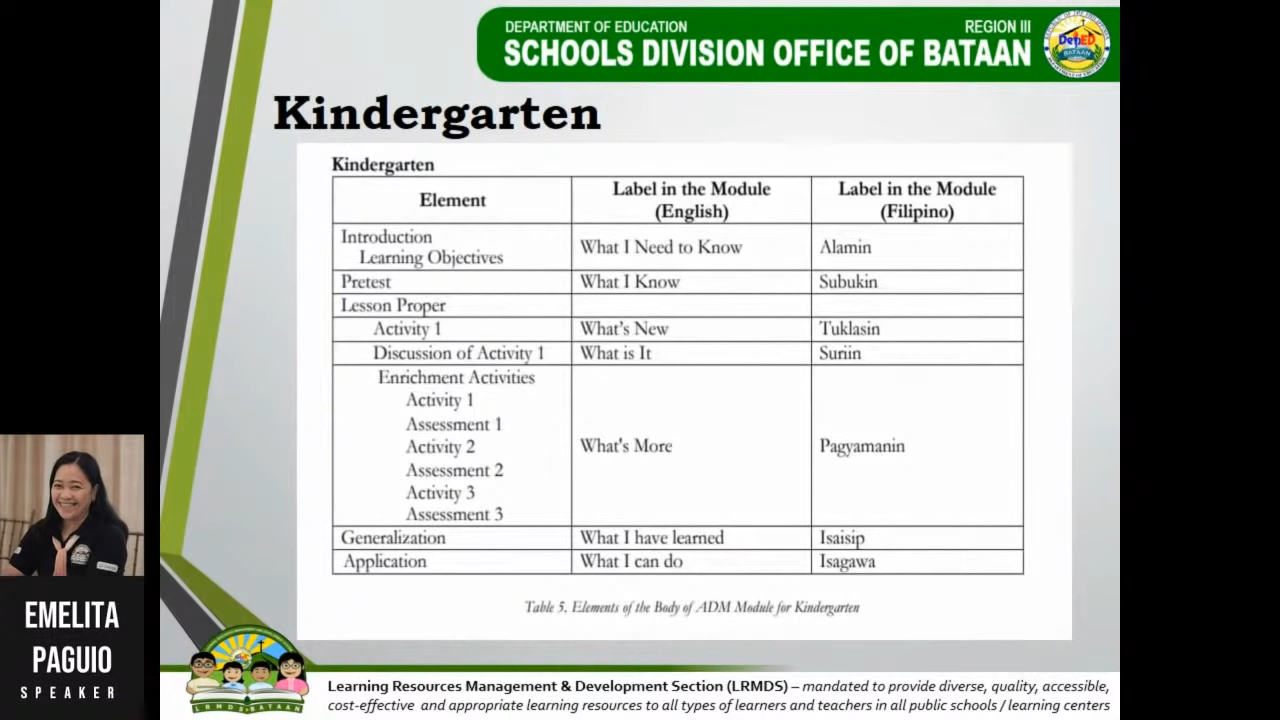 DEPARTMENT OF EDUCATION
REGION III
SCHOOLS DIVISION OFFICE OF BATAAN
DepED
BATAAN
Kindergarten
Kindergarten
Element
Label in the Module
(English)
Label in the Module
(Filipino)
Introduction
Learning Objectives
What I Need to Know
Alamin
Pretest
What I Know
Subukin
Lesson Proper
Activity 1
What's New
Tuklasin
Discussion of Activity 1
What is It
Suriin
Enrichment Activities
Activity 1
Assessment 1
Activity 2
Assessment 2
Activity 3
Assessment 3
What's More
Pagyamanin
Generalization
What I have learned
Isaisip
Application
What I can do
Isagawa
Table 5. Elements of the Body of ADM Module for Kindergarten
EMELITA
PAGUIO
SPEAKER
LRMDS BATAAN
Learning Resources Management & Development Section (LRMDS) – mandated to provide diverse, quality, accessible,
cost-effective and appropriate learning resources to all types of learners and teachers in all public schools / learning centers